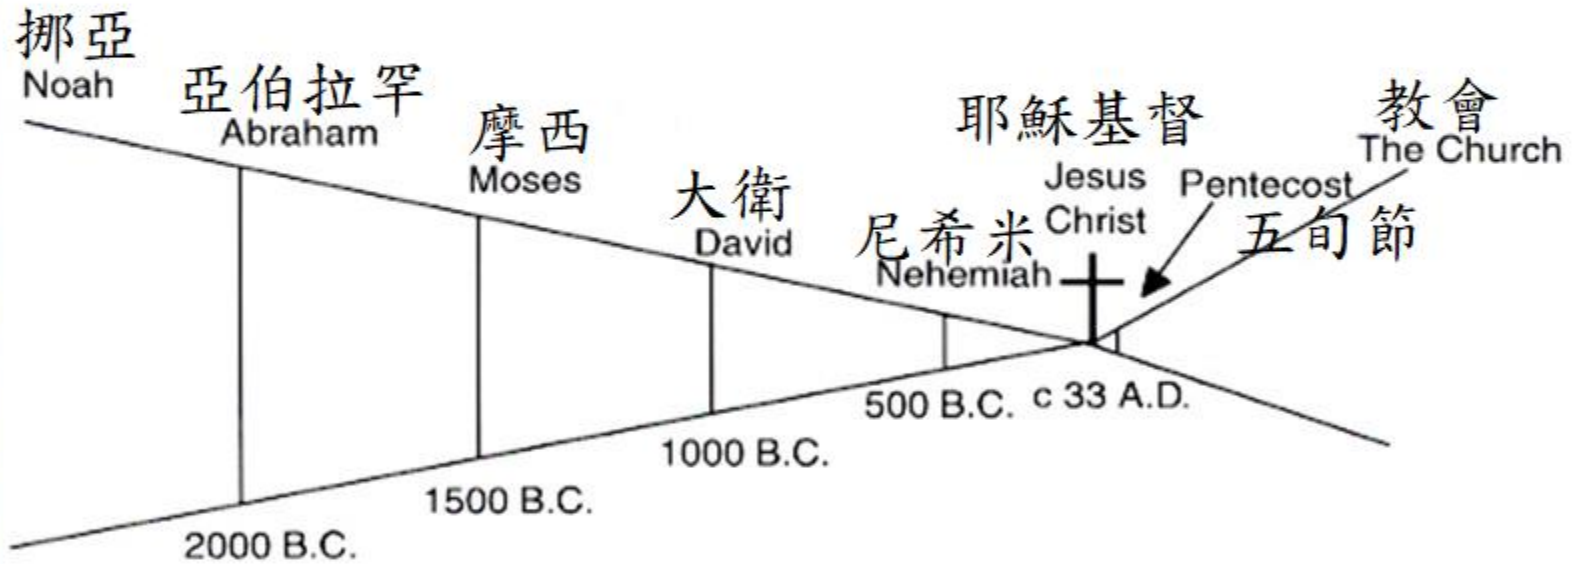 挪亞
Noah
亞伯拉罕
Abraham
摩西
Moses
大衛
David
尼希米
Nehemiah
耶穌基督
Jesus
Christ
Pentecost
五旬節
教會
The Church
2000 B.C.
1500 B.C.
1000 B.C.
500 B.C.
c 33 A.D.